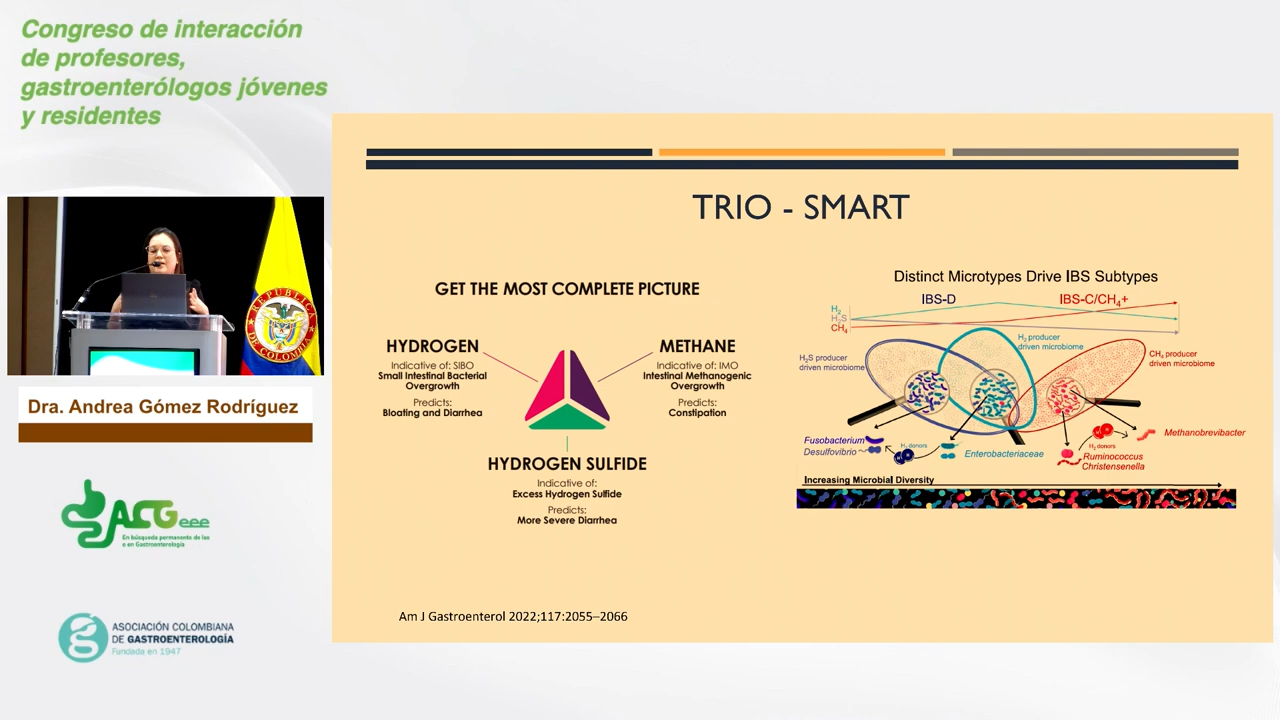 Congreso de interacción
de profesores,
gastroenterólogos jóvenes
y residentes
REPÚBLICA
DE COLOMBIA
Dra. Andrea Gómez Rodríguez
ACGeee
En búsqueda permanente de las
e en Gastroenterología
ASOCIACIÓN COLOMBIANA
DE GASTROENTEROLOGÍA
Fundada en 1947
TRIO - SMART
GET THE MOST COMPLETE PICTURE
HYDROGEN
Indicative of: SIBO
Small Intestinal Bacterial
Overgrowth
Predicts:
Bloating and Diarrhea
METHANE
Indicative of: IMO
Intestinal Methanogenic
Overgrowth
Predicts:
Constipation
HYDROGEN SULFIDE
Indicative of:
Excess Hydrogen Sulfide
Predicts:
More Severe Diarrhea
Distinct Microtypes Drive IBS Subtypes
IBS-D
IBS-C/CH₄+
H₂
H₂S
CH₄
H₂S producer
driven microbiome
H₂ producer
driven microbiome
CH₄ producer
driven microbiome
Fusobacterium
Desulfovibrio
H₂ donors
Enterobacteriaceae
H₂ donors
Methanobrevibacter
Ruminococcus
Christensenella
Increasing Microbial Diversity
Am J Gastroenterol 2022;117:2055–2066